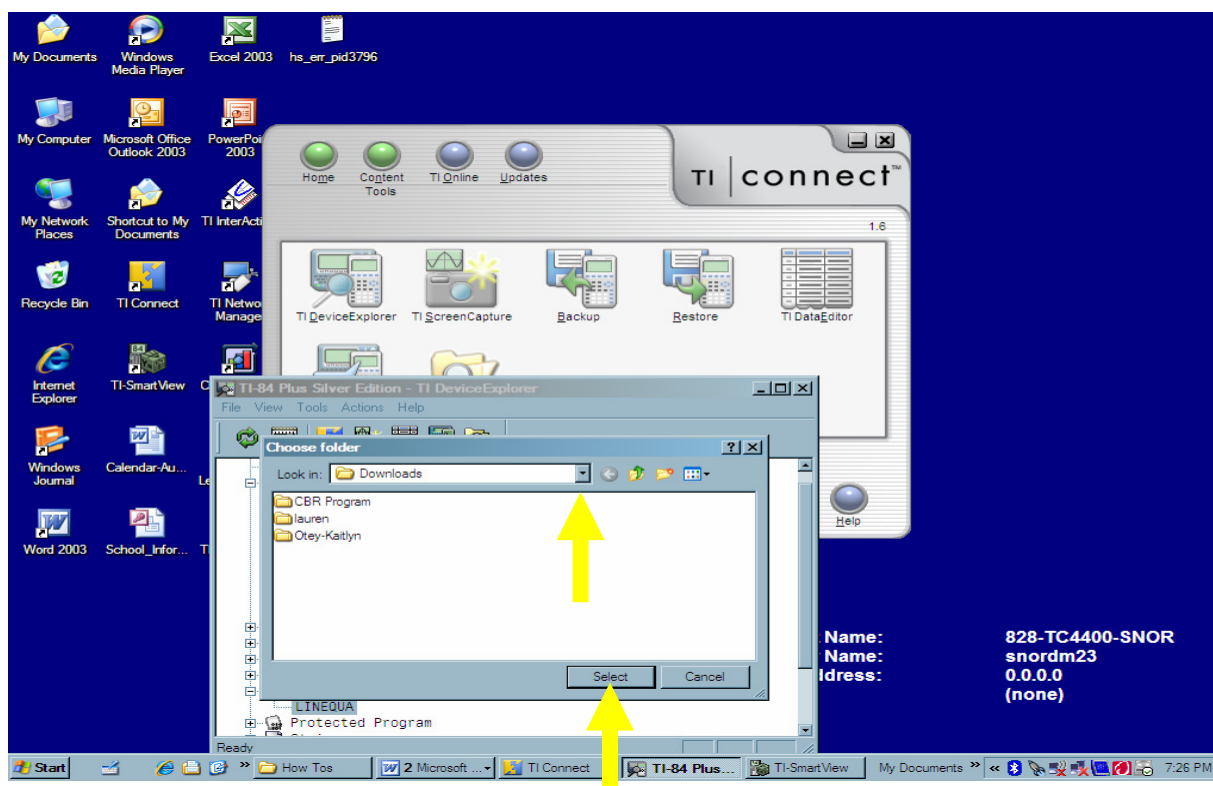 My Documents
Windows
Media Player
Excel 2003
hs_err_pid3796
My Computer
Microsoft Office
Outlook 2003
PowerPoi
2003
My Network
Places
Shortcut to My
Documents
TI InterActi
Recycle Bin
TI Connect
TI Netwo
Manage
Internet
Explorer
TI-SmartView
C
Windows
Journal
Calendar-Au...
Le
Word 2003
School_Infor...
T
Home
Content
Tools
TI Online
Updates
TI connect™
1.6
TI DeviceExplorer
TI ScreenCapture
Backup
Restore
TI DataEditor
Help
TI-84 Plus Silver Edition - TI DeviceExplorer
File View Tools Actions Help
Choose folder
Look in: Downloads
CBR Program
lauren
Otey-Kaitlyn
Select
Cancel
LINEQUA
Protected Program
Ready
Name: 828-TC4400-SNOR
Name: snordm23
ddress: 0.0.0.0
(none)
Start
How Tos
2 Microsoft ...
TI Connect
TI-84 Plus...
TI-SmartView
My Documents
7:26 PM